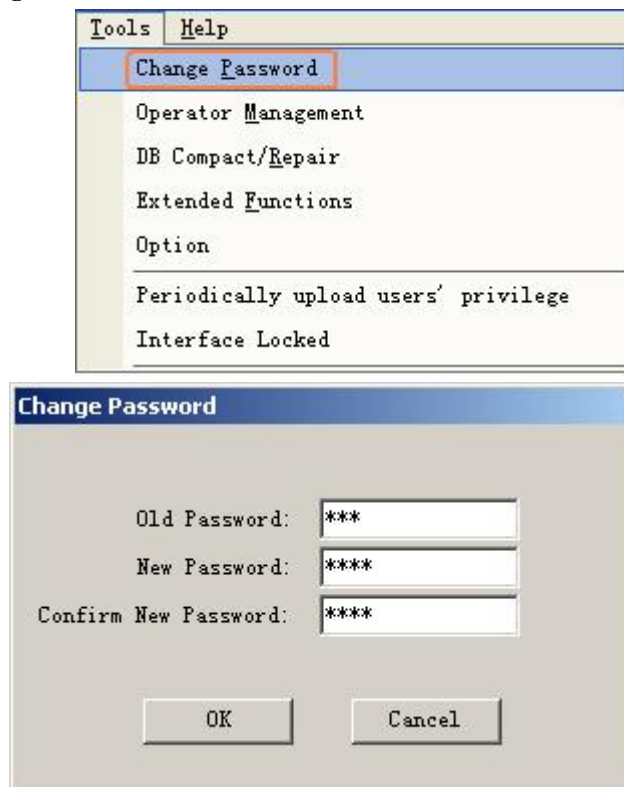 Tools Help
Change Password
Operator Management
DB Compact/Repair
Extended Functions
Option
Periodically upload users' privilege
Interface Locked
Change Password
Old Password: ***
New Password: ****
Confirm New Password: ****
OK Cancel